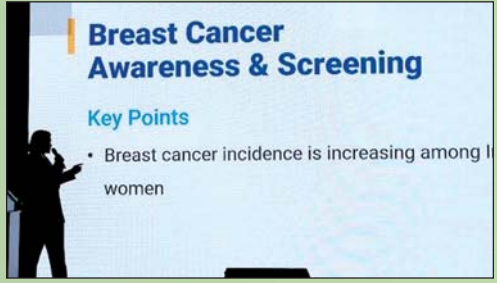 Breast Cancer
Awareness & Screening
Key Points
• Breast cancer incidence is increasing among
women